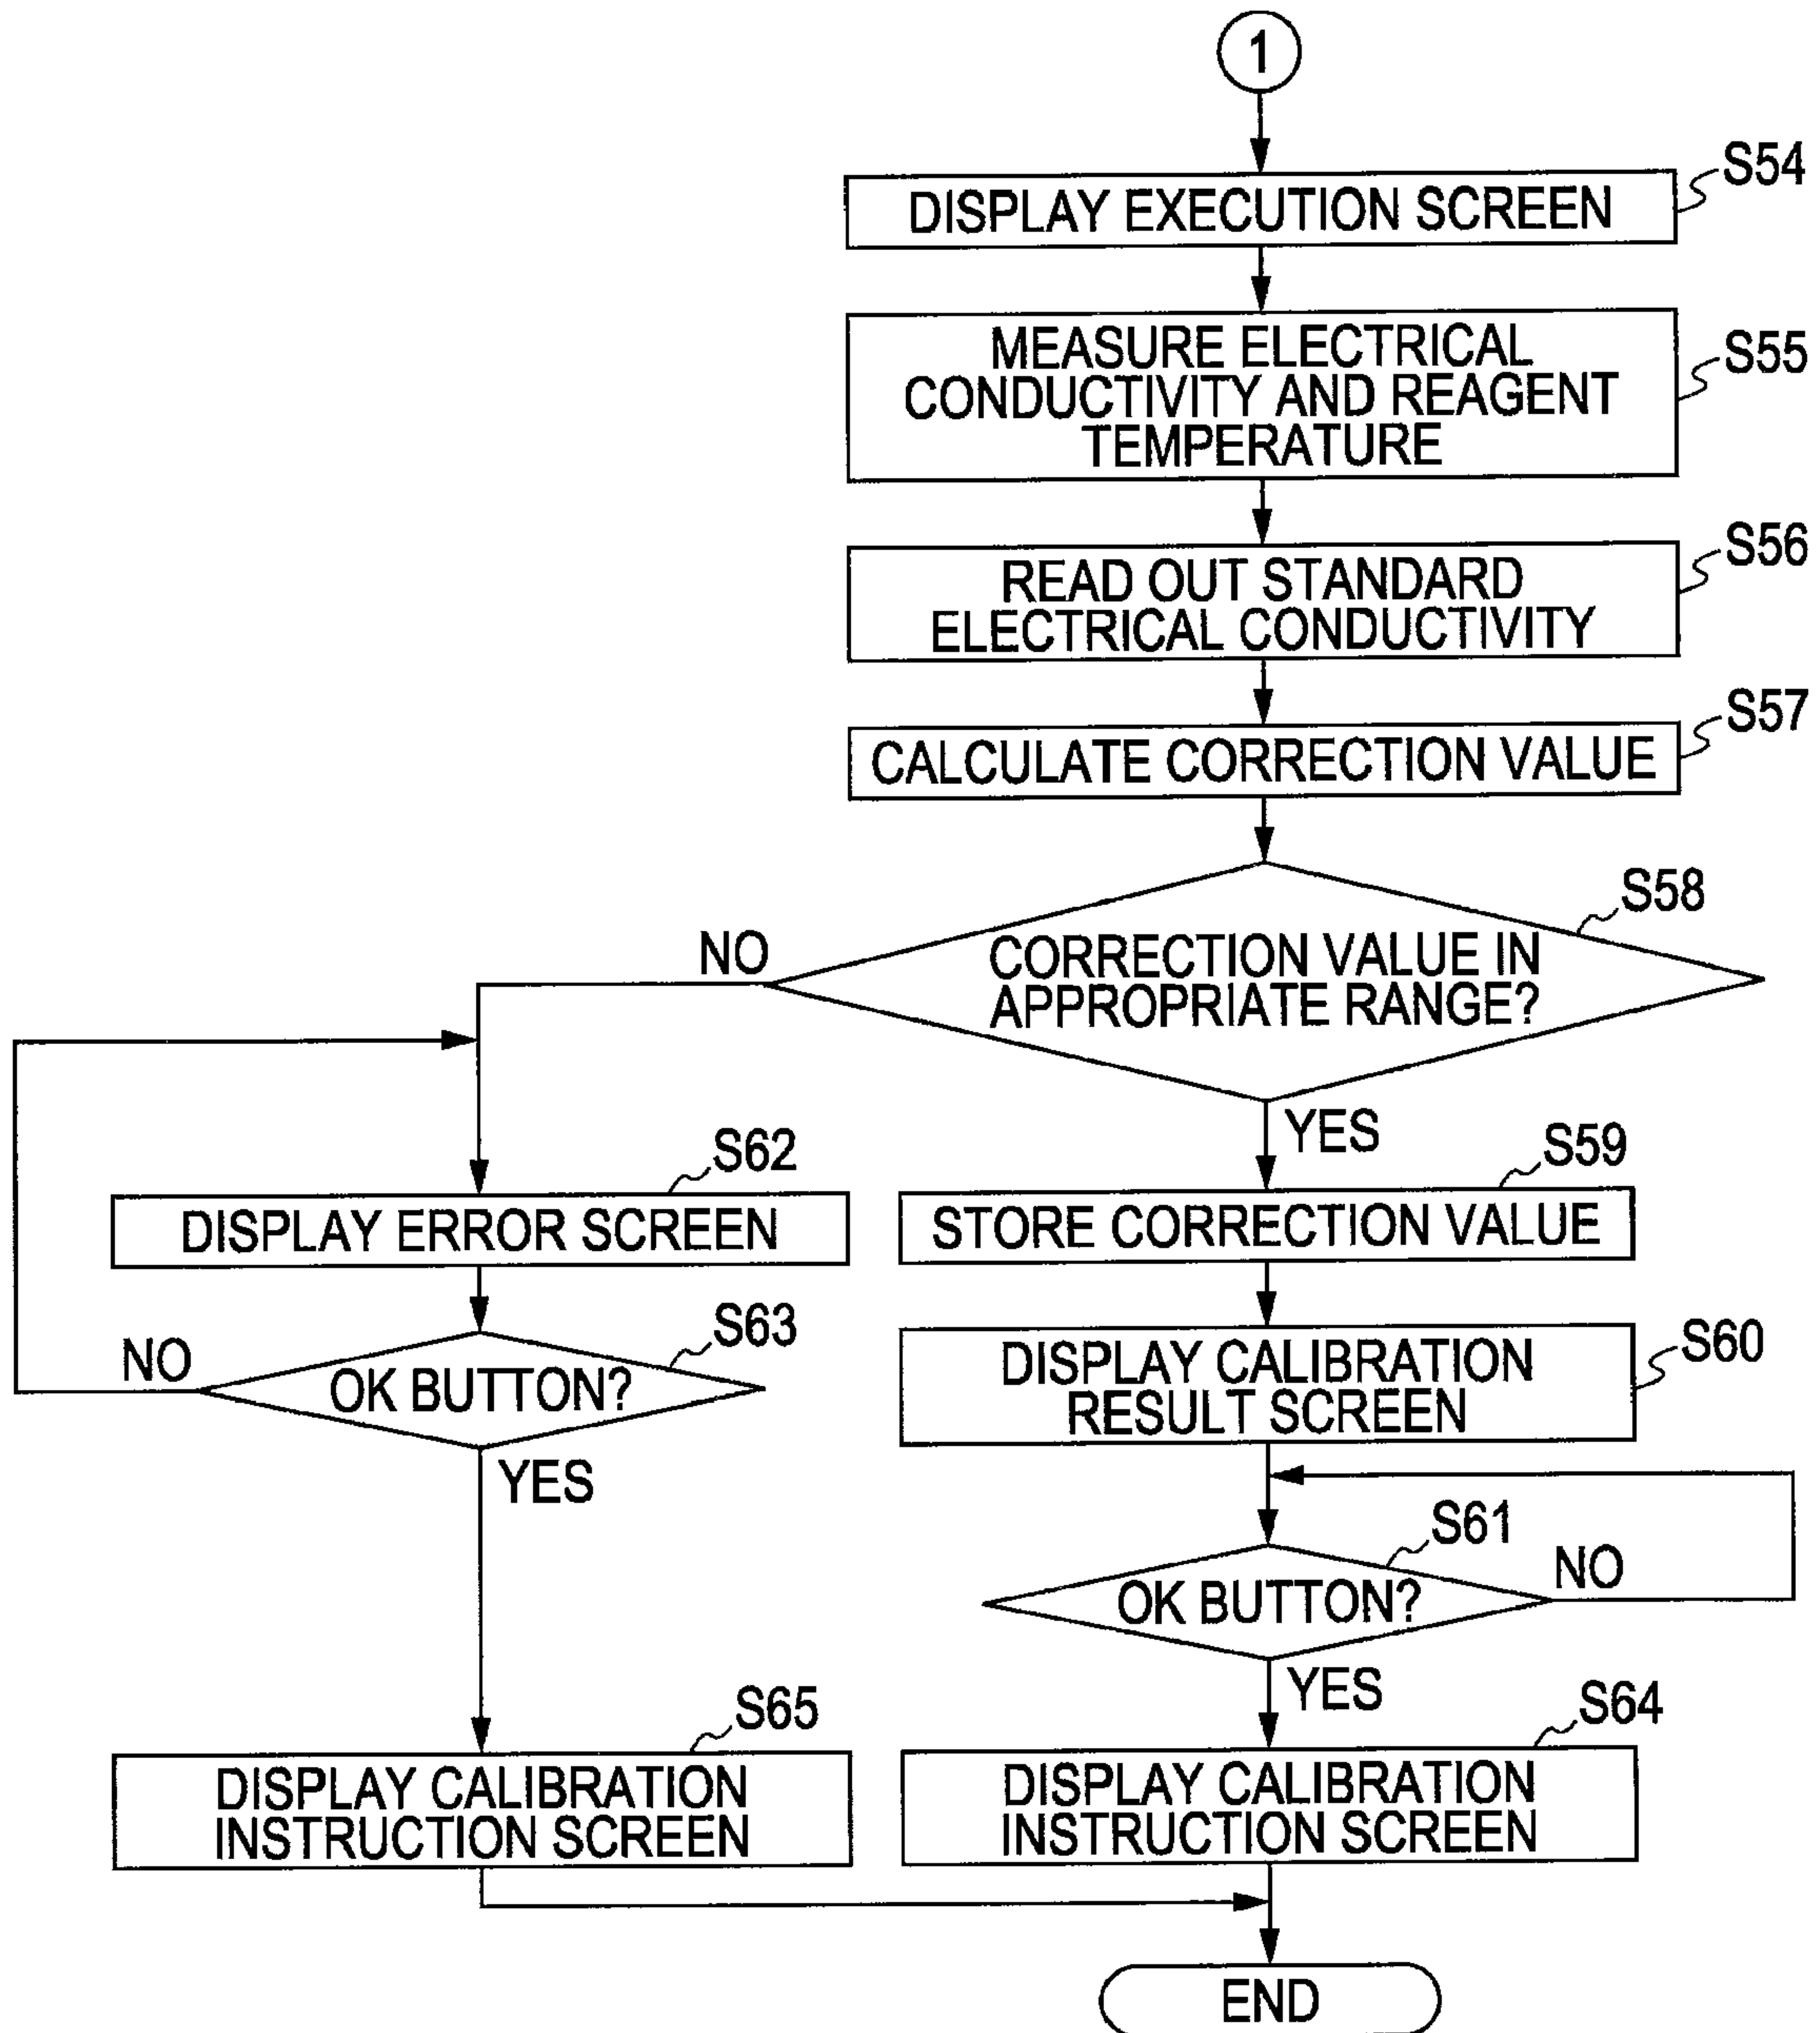 1
S54
DISPLAY EXECUTION SCREEN
S55
MEASURE ELECTRICAL
CONDUCTIVITY AND REAGENT
TEMPERATURE
S56
READ OUT STANDARD
ELECTRICAL CONDUCTIVITY
S57
CALCULATE CORRECTION VALUE
S58
NO
CORRECTION VALUE IN
APPROPRIATE RANGE?
YES
S62
DISPLAY ERROR SCREEN
S63
NO
OK BUTTON?
YES
S65
DISPLAY CALIBRATION
INSTRUCTION SCREEN
S59
STORE CORRECTION VALUE
S60
DISPLAY CALIBRATION
RESULT SCREEN
S61
OK BUTTON?
NO
YES
S64
DISPLAY CALIBRATION
INSTRUCTION SCREEN
END